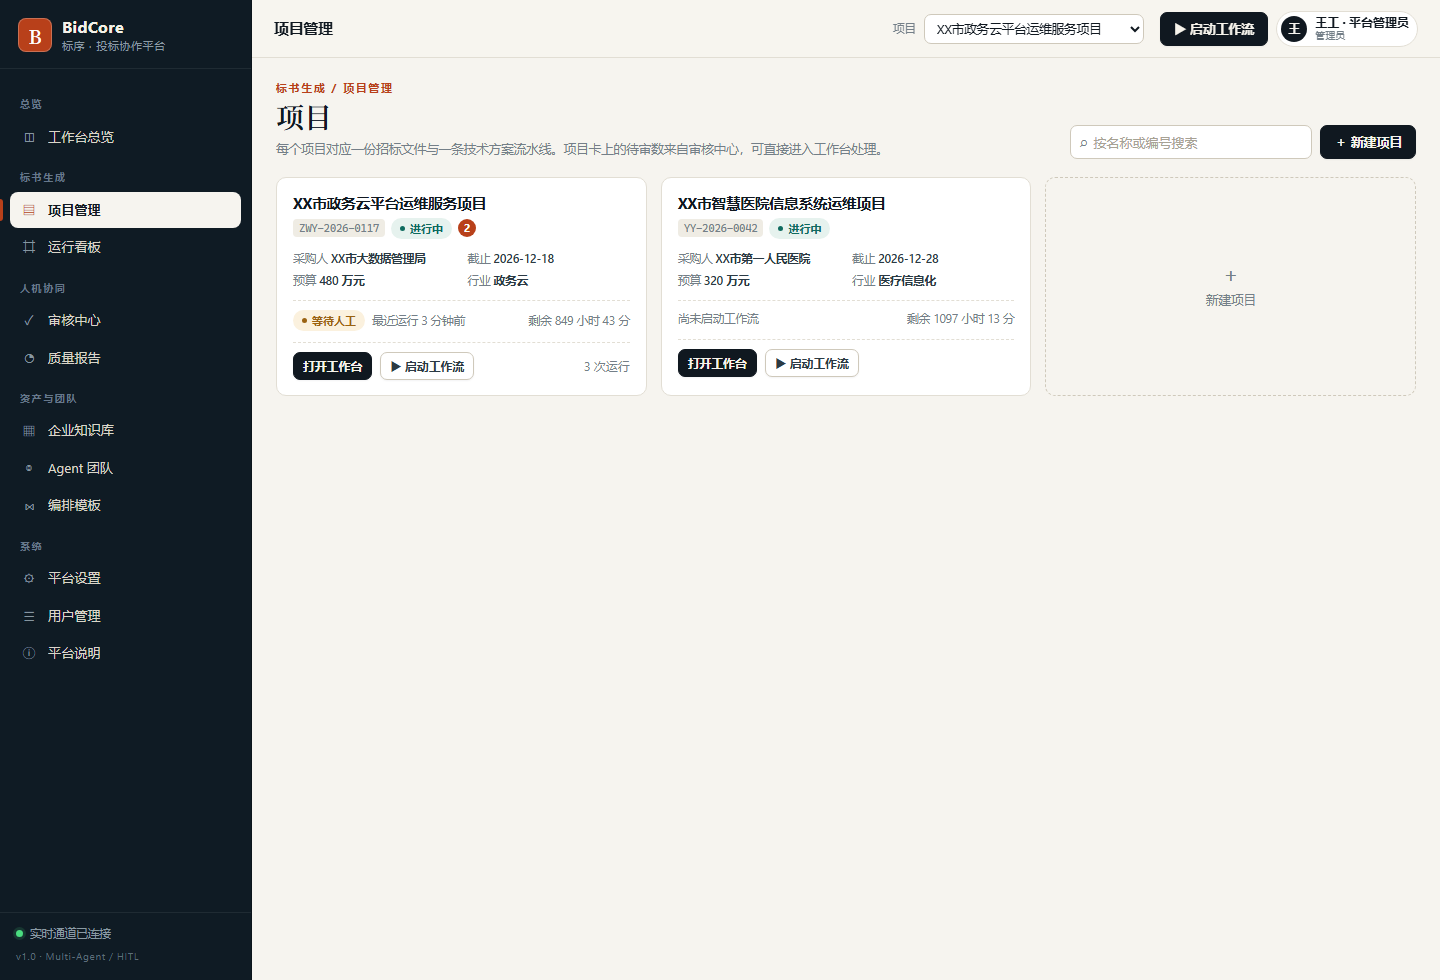 B
BidCore
标序 · 投标协作平台
总览
工作台总览
标书生成
项目管理
运行看板
人机协同
审核中心
质量报告
资产与团队
企业知识库
Agent 团队
编排模板
系统
平台设置
用户管理
平台说明
实时通道已连接
v1.0 · Multi-Agent / HITL
项目管理
项目
XX市政务云平台运维服务项目
▶ 启动工作流
王
王工 · 平台管理员
管理员
标书生成 / 项目管理
项目
每个项目对应一份招标文件与一条技术方案流水线。项目卡上的待审数来自审核中心，可直接进入工作台处理。
按名称或编号搜索
+ 新建项目
XX市政务云平台运维服务项目
ZWY-2026-0117 进行中 2
采购人 XX市大数据管理局 截止 2026-12-18
预算 480 万元 行业 政务云
等待人工 最近运行 3 分钟前 剩余 849 小时 43 分
打开工作台 ▶ 启动工作流 3 次运行
XX市智慧医院信息系统运维项目
YY-2026-0042 进行中
采购人 XX市第一人民医院 截止 2026-12-28
预算 320 万元 行业 医疗信息化
尚未启动工作流 剩余 1097 小时 13 分
打开工作台 ▶ 启动工作流
+
新建项目